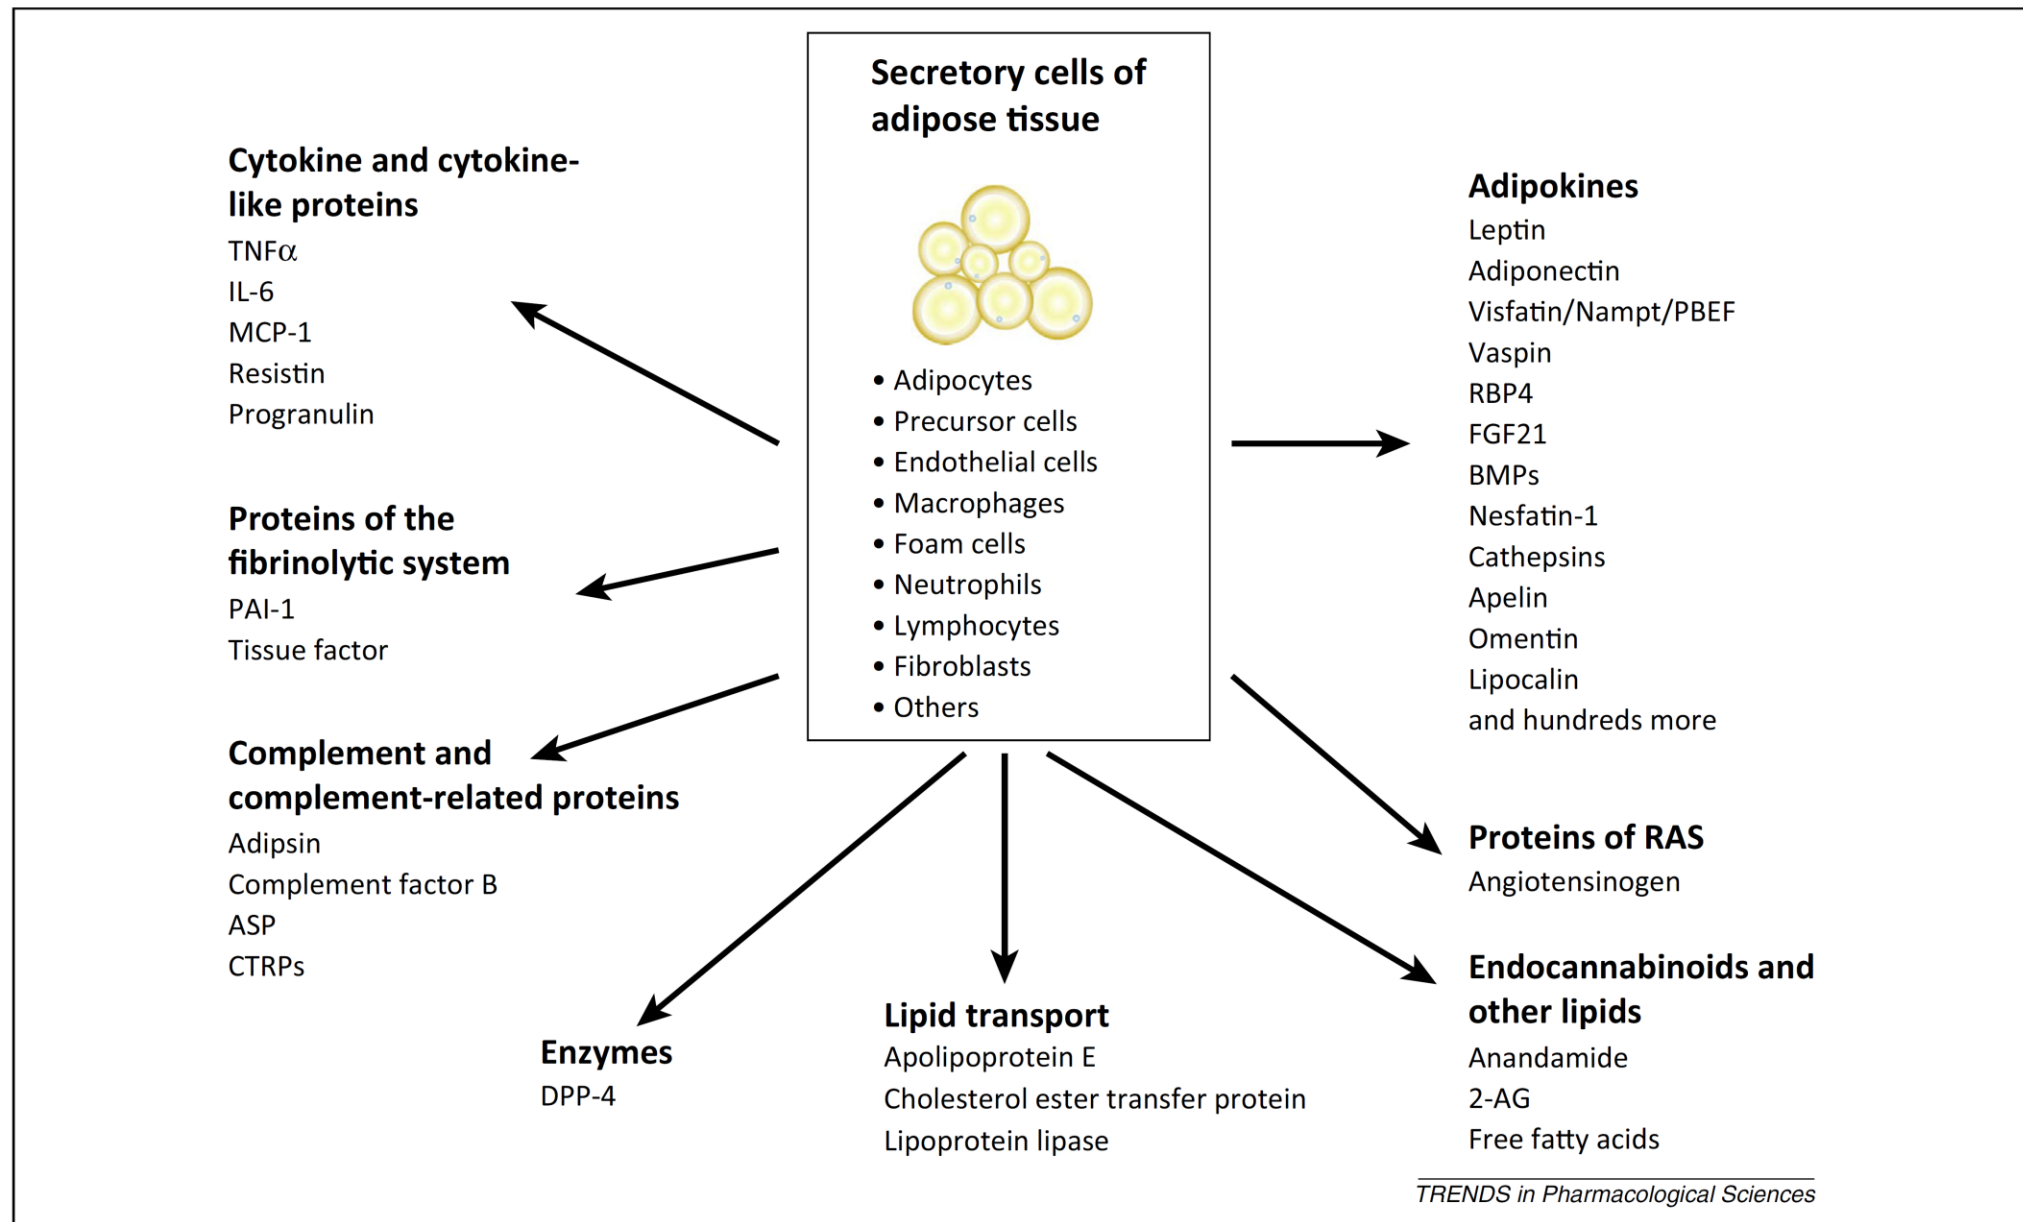 Secretory cells of
adipose tissue
• Adipocytes
• Precursor cells
• Endothelial cells
• Macrophages
• Foam cells
• Neutrophils
• Lymphocytes
• Fibroblasts
• Others
Cytokine and cytokine-
like proteins
TNFα
IL-6
MCP-1
Resistin
Progranulin
Proteins of the
fibrinolytic system
PAI-1
Tissue factor
Complement and
complement-related proteins
Adipsin
Complement factor B
ASP
CTRPs
Enzymes
DPP-4
Lipid transport
Apolipoprotein E
Cholesterol ester transfer protein
Lipoprotein lipase
Adipokines
Leptin
Adiponectin
Visfatin/Nampt/PBEF
Vaspin
RBP4
FGF21
BMPs
Nesfatin-1
Cathepsins
Apelin
Omentin
Lipocalin
and hundreds more
Proteins of RAS
Angiotensinogen
Endocannabinoids and
other lipids
Anandamide
2-AG
Free fatty acids
TRENDS in Pharmacological Sciences